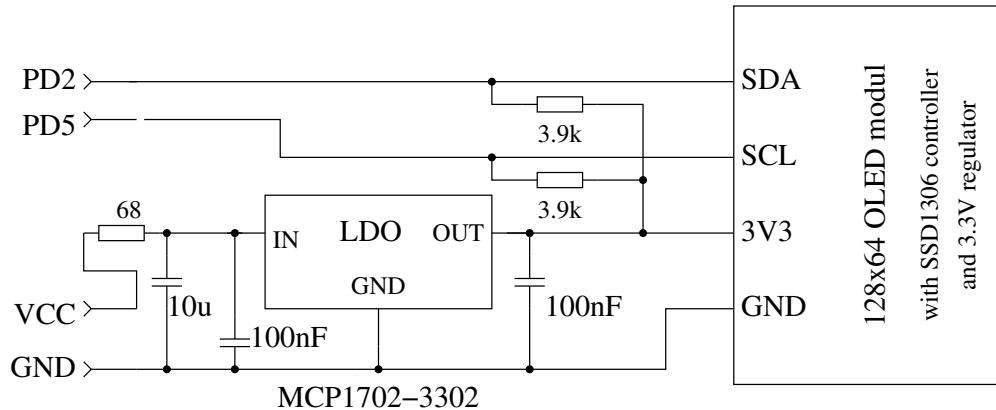 PD2
SDA
PD5
3.9k
SCL
68
3.9k
IN
LDO
OUT
3V3
GND
VCC
10u
100nF
100nF
GND
GND
MCP1702−3302
128x64 OLED modul
with SSD1306 controller
and 3.3V regulator